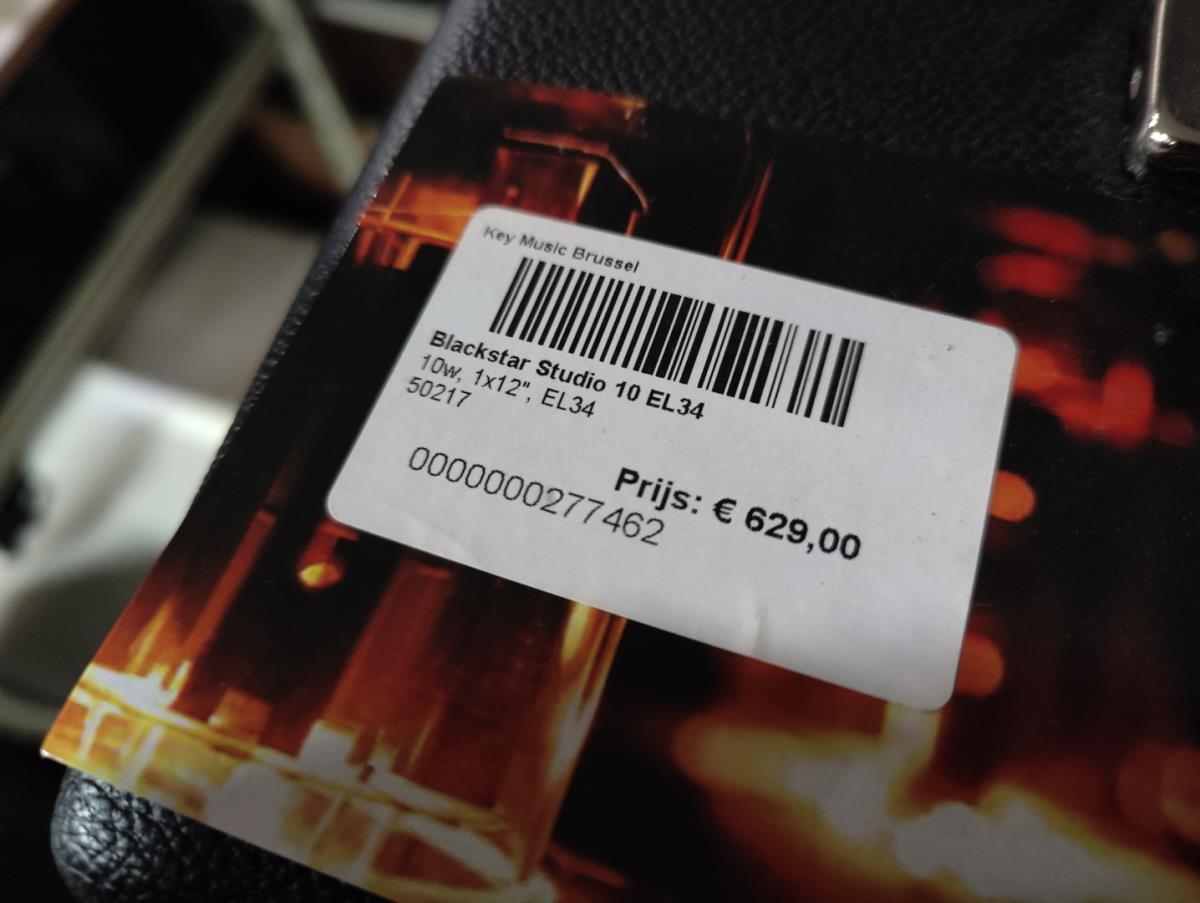 Key Music Brussel
Blackstar Studio 10 EL34
10w, 1x12", EL34
50217
Prijs: € 629,00
0000000277462